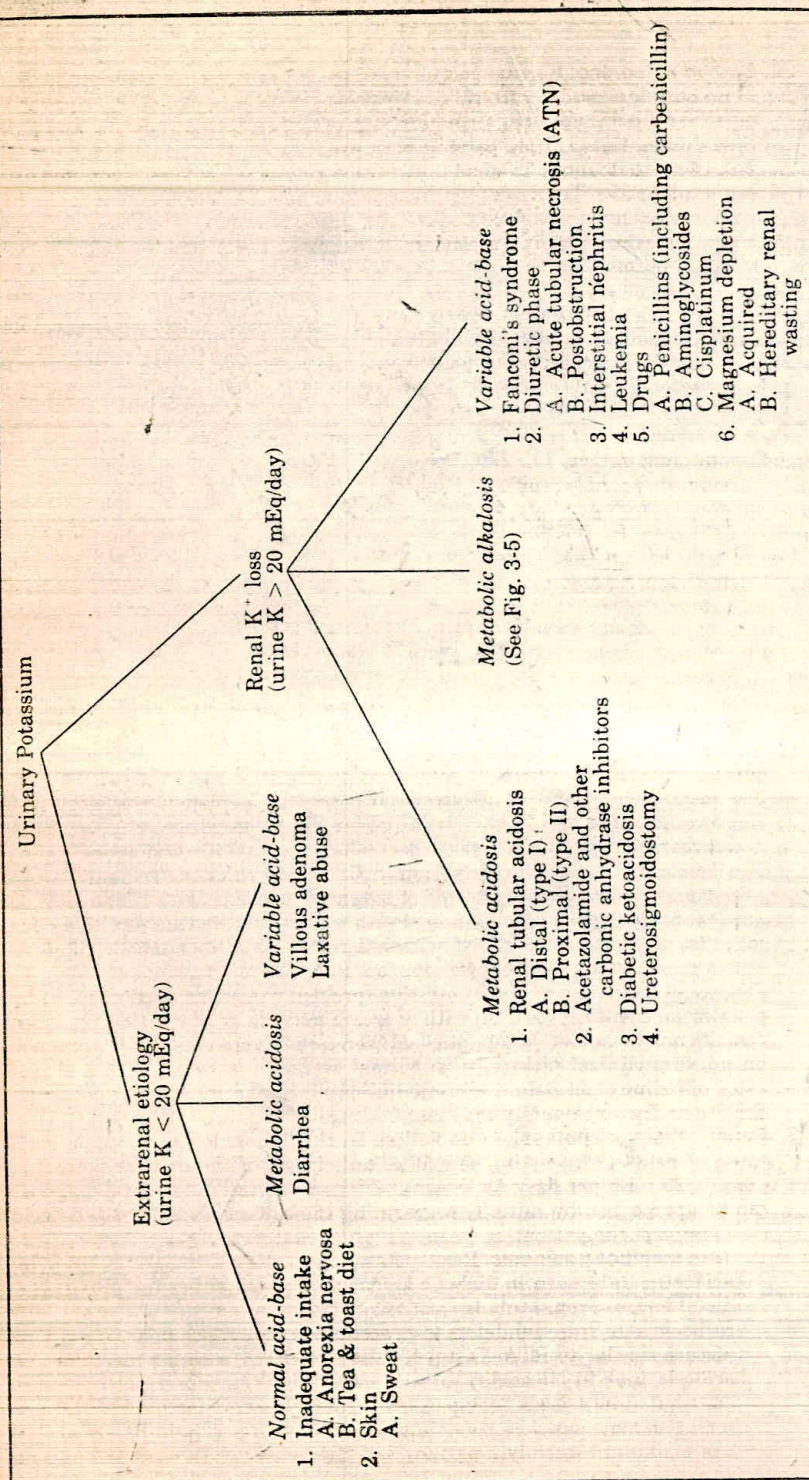 Urinary Potassium
Extrarenal etiology
(urine K < 20 mEq/day)
Normal acid-base
1. Inadequate intake
A. Anorexia nervosa
B. Tea & toast diet
2. Skin
A. Sweat
Metabolic acidosis
Diarrhea
Variable acid-base
Villous adenoma
Laxative abuse
Renal K⁺ loss
(urine K > 20 mEq/day)
Metabolic acidosis
1. Renal tubular acidosis
A. Distal (type I)
B. Proximal (type II)
2. Acetazolamide and other
carbonic anhydrase inhibitors
3. Diabetic ketoacidosis
4. Ureterosigmoidostomy
Metabolic alkalosis
(See Fig. 3-5)
Variable acid-base
1. Fanconi's syndrome
2. Diuretic phase
A. Acute tubular necrosis (ATN)
B. Postobstruction
3. Interstitial nephritis
4. Leukemia
5. Drugs
A. Penicillins (including carbenicillin)
B. Aminoglycosides
C. Cisplatinum
6. Magnesium depletion
A. Acquired
B. Hereditary renal
wasting